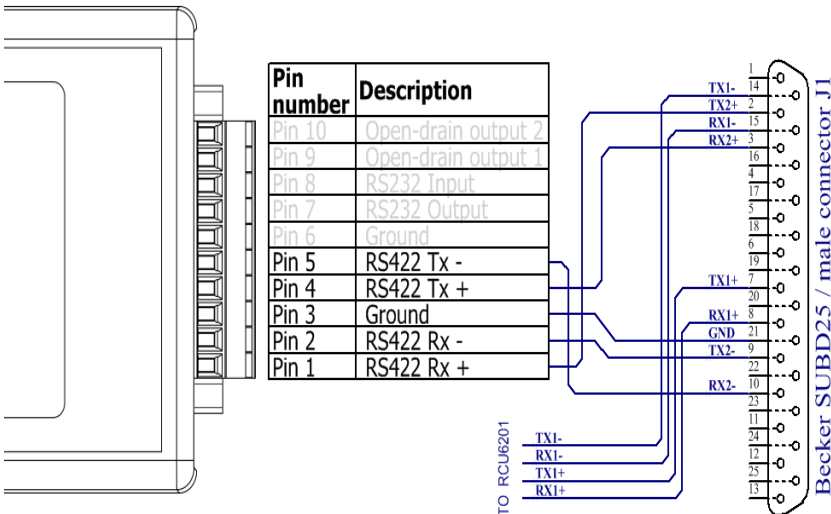 Pin number Description
Pin 10 Open-drain output 2
Pin 9 Open-drain output 1
Pin 8 RS232 Input
Pin 7 RS232 Output
Pin 6 Ground
Pin 5 RS422 Tx -
Pin 4 RS422 Tx +
Pin 3 Ground
Pin 2 RS422 Rx -
Pin 1 RS422 Rx +
TO RCU6201
TX1-
RX1-
TX1+
RX1+
1
TX1- 14
TX2+ 2
RX1- 15
RX2+ 3
16
4
17
5
18
6
19
TX1+ 7
20
RX1+ 8
GND 21
TX2- 9
22
RX2- 10
23
11
24
12
25
13
Becker SUBD25 / male connector J1